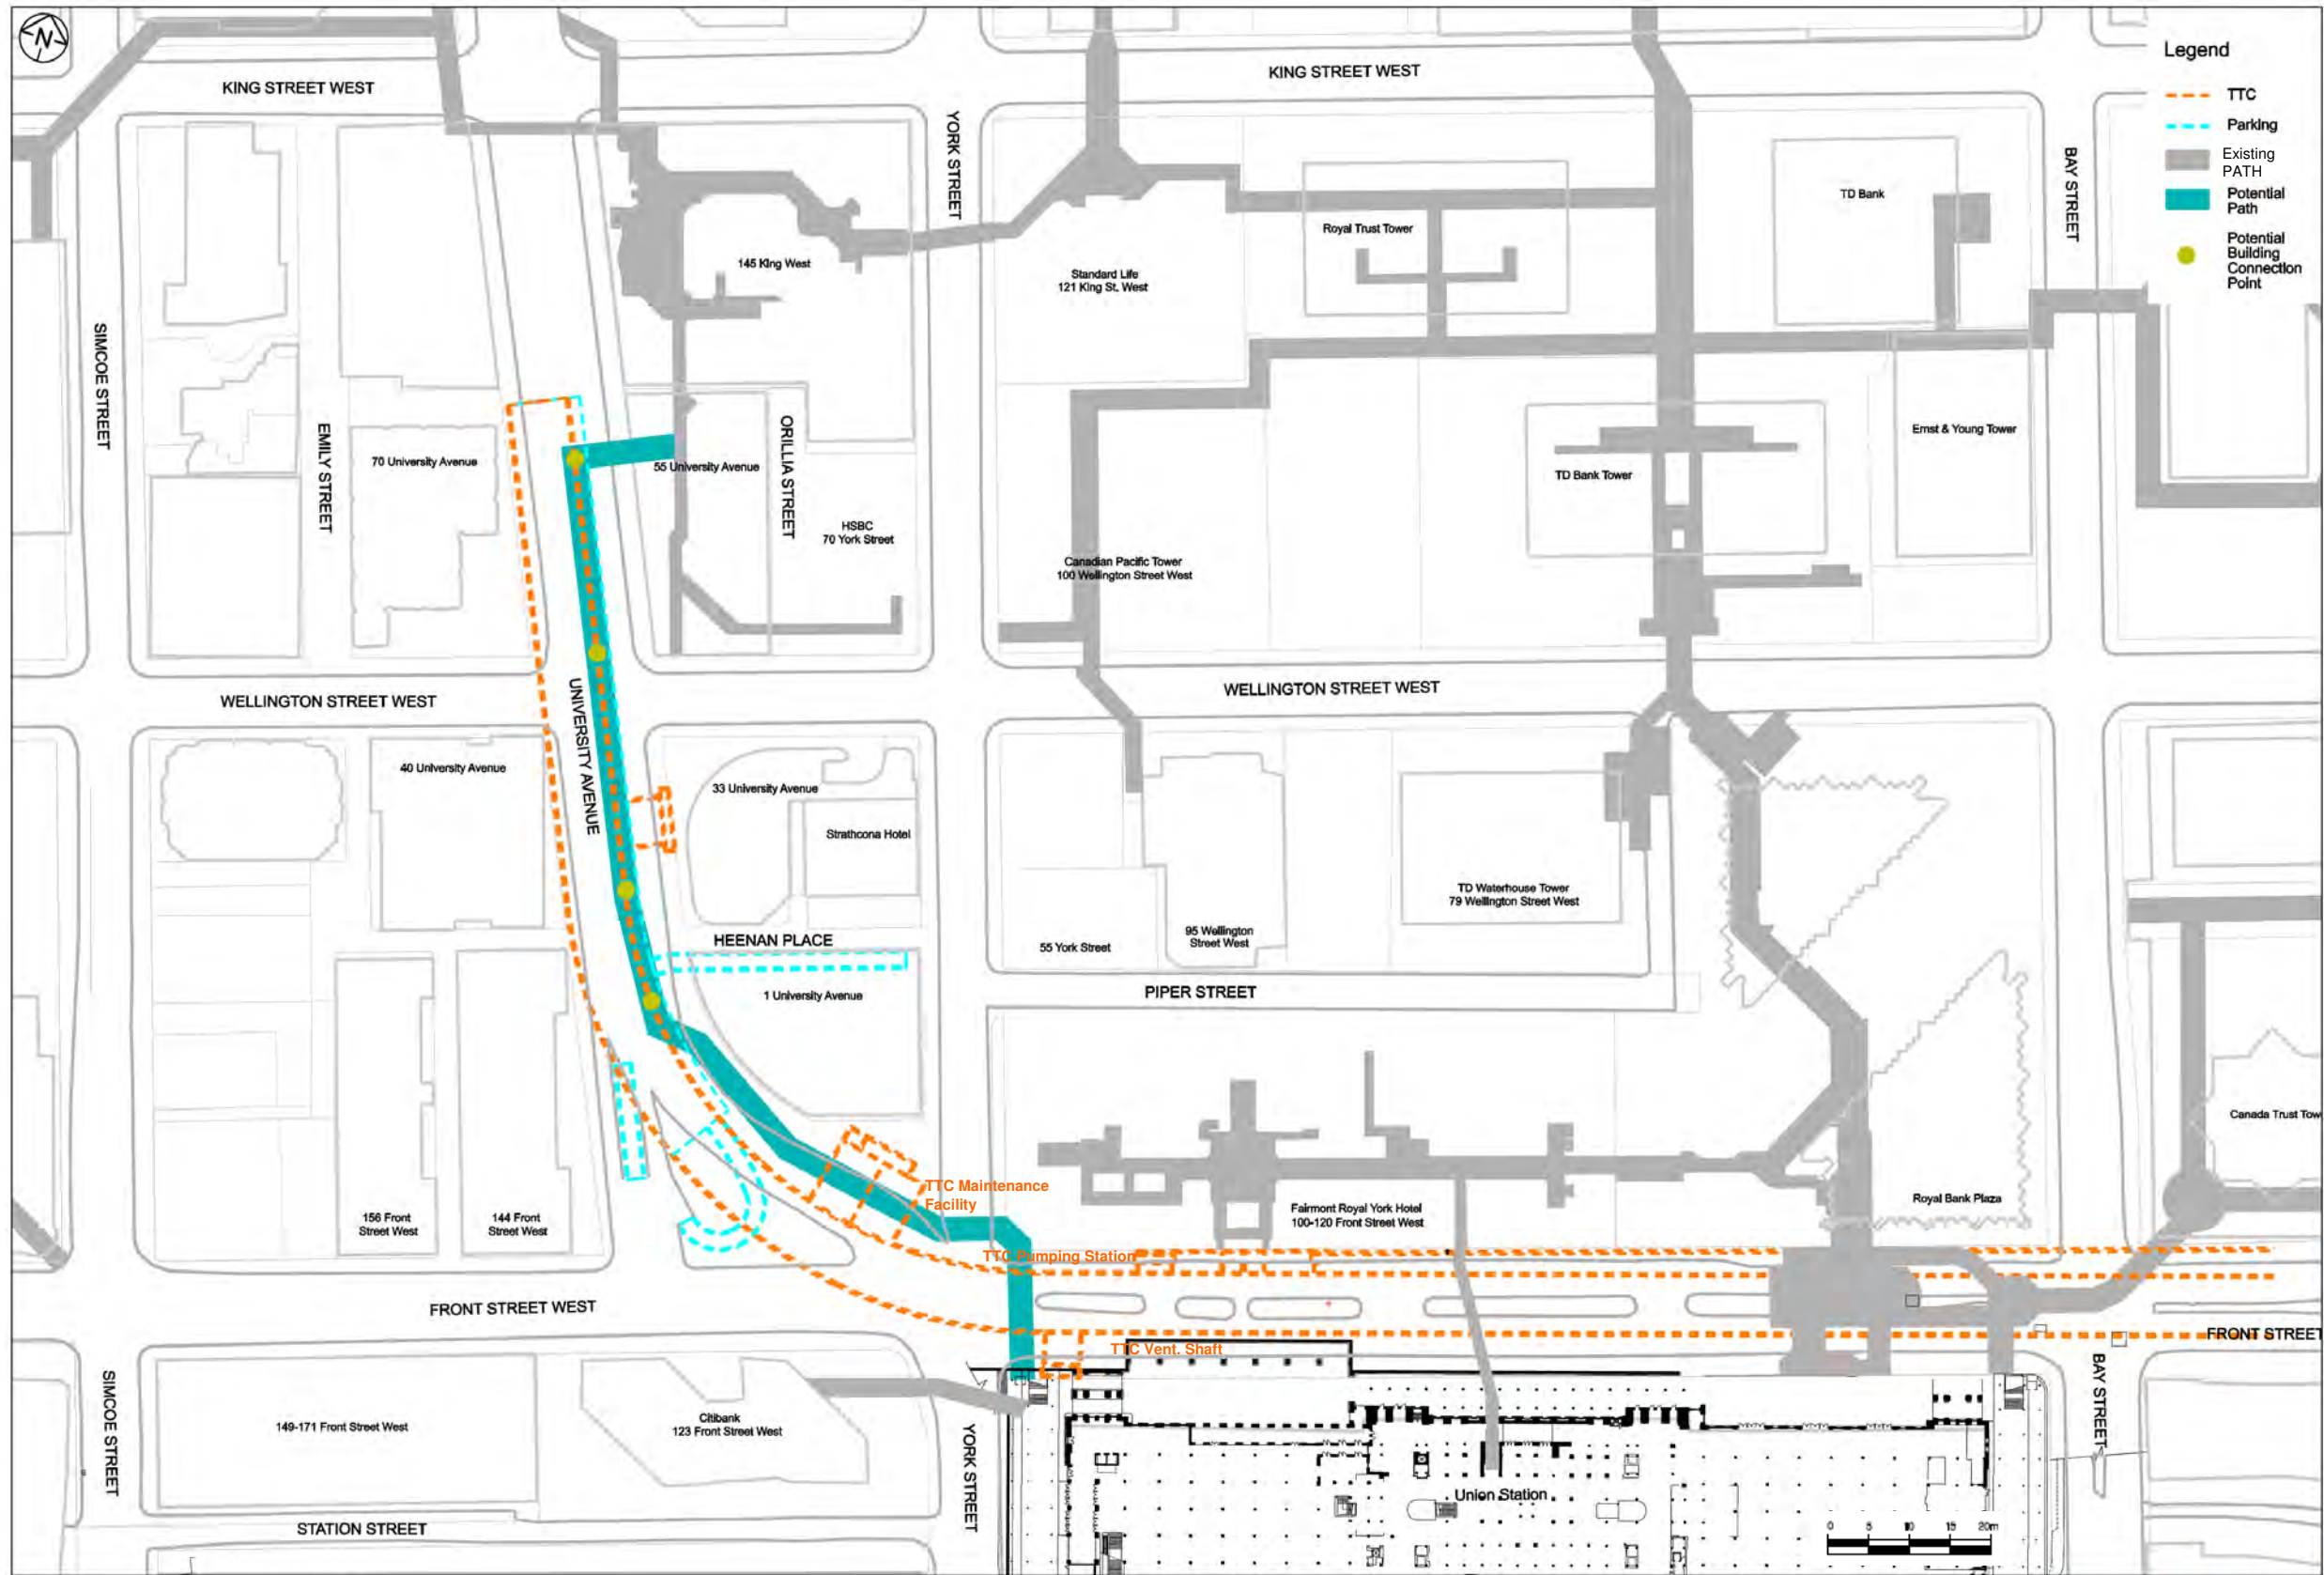 N
KING STREET WEST
KING STREET WEST
Legend
TTC
Parking
Existing
PATH
Potential
Path
Potential
Building
Connection
Point
YORK STREET
BAY STREET
TD Bank
Royal Trust Tower
145 King West
Standard Life
121 King St. West
SIMCOE STREET
EMILY STREET
70 University Avenue
55 University Avenue
ORILLIA STREET
HSBC
70 York Street
Canadian Pacific Tower
100 Wellington Street West
TD Bank Tower
Ernst & Young Tower
WELLINGTON STREET WEST
UNIVERSITY AVENUE
WELLINGTON STREET WEST
40 University Avenue
33 University Avenue
Strathcona Hotel
TD Waterhouse Tower
79 Wellington Street West
95 Wellington
Street West
55 York Street
HEENAN PLACE
1 University Avenue
PIPER STREET
Canada Trust Tow
TTC Maintenance
Facility
156 Front
Street West
144 Front
Street West
Fairmont Royal York Hotel
100-120 Front Street West
Royal Bank Plaza
TTC Pumping Station
FRONT STREET WEST
FRONT STREET
TTC Vent. Shaft
SIMCOE STREET
149-171 Front Street West
Citibank
123 Front Street West
YORK STREET
BAY STREET
Union Station
STATION STREET
0 5 10 15 20m